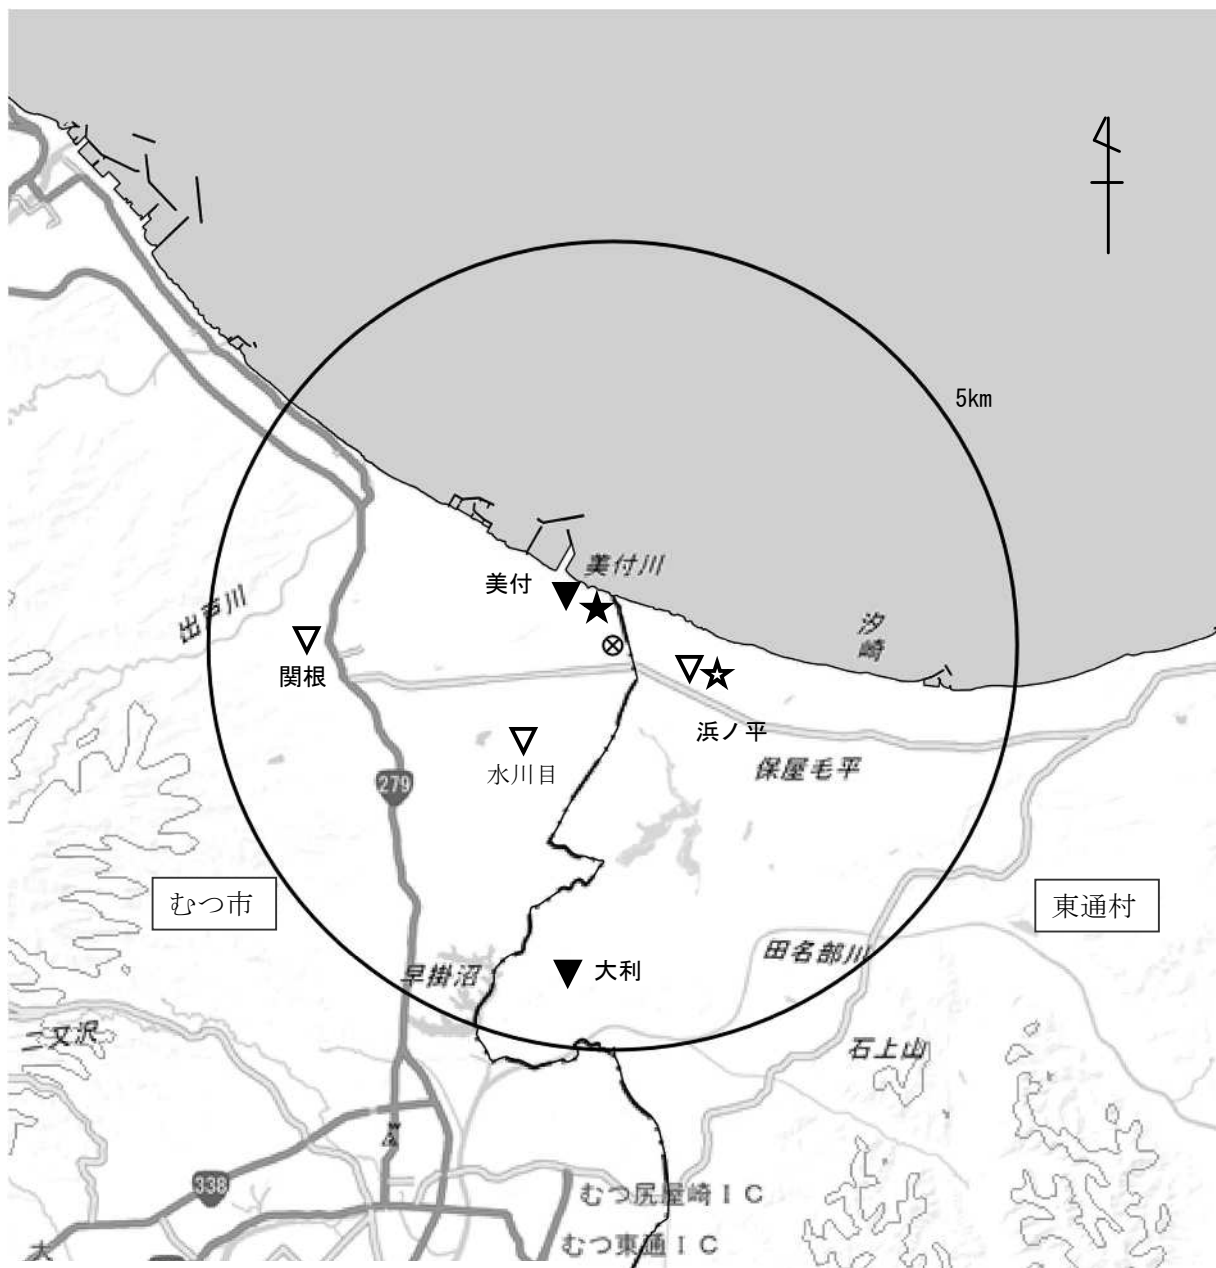 5km
美付川
美付
汐崎
出戸川
関根
浜ノ平
水川目
保屋毛平
279
むつ市
東通村
田名部川
早掛沼
大利
二又沢
石上山
338
むつ尻屋崎IC
むつ東通IC
大